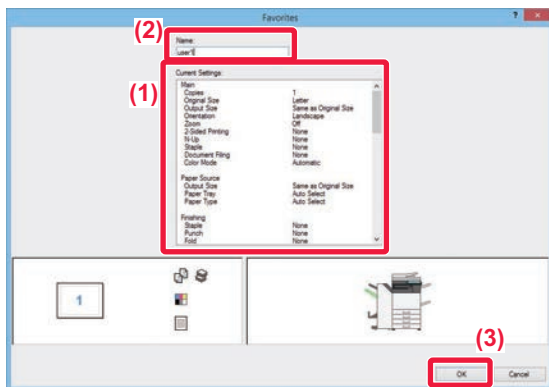 Favorites
? x
(2)
Name:
user1
(1)
Current Settings:
Main
Copies 1
Original Size Letter
Output Size Same as Original Size
Orientation Landscape
Zoom Off
2-Sided Printing None
N-Up None
Staple None
Document Filing None
Color Mode Automatic
Paper Source
Output Size Same as Original Size
Paper Tray Auto Select
Paper Type Auto Select
Finishing
Staple None
Punch None
Fold None
1
(3)
OK Cancel